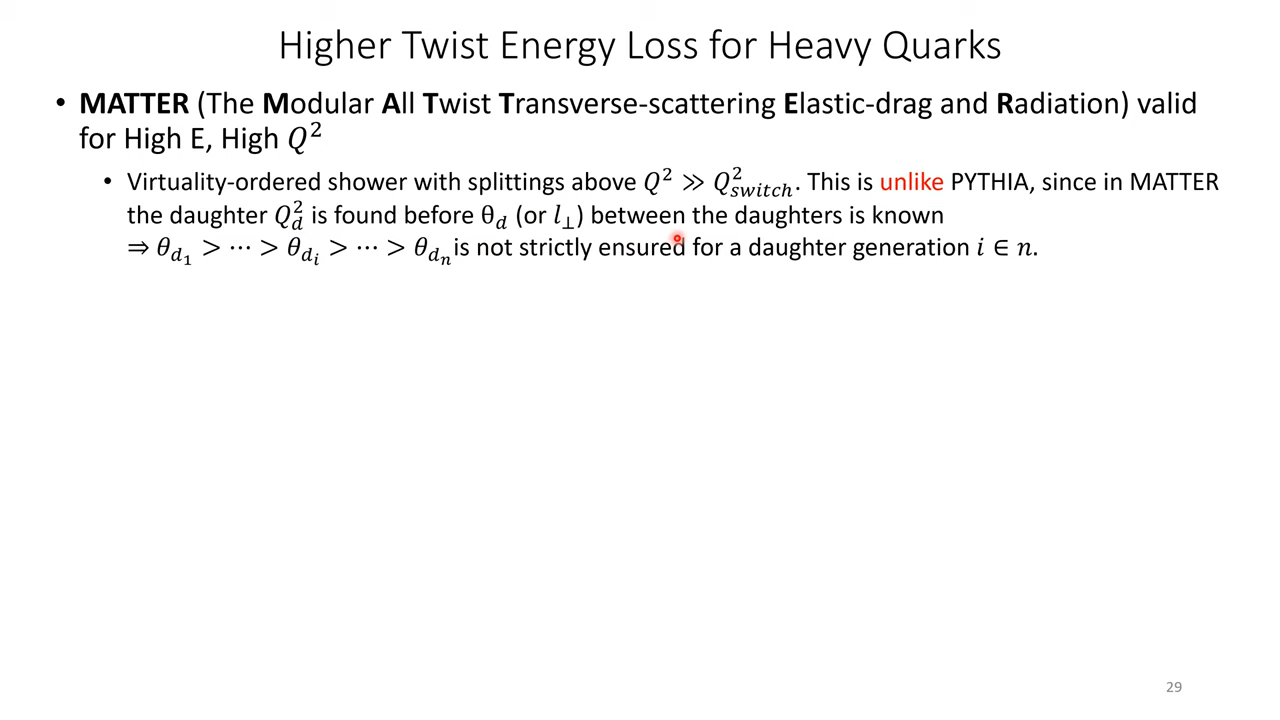 Higher Twist Energy Loss for Heavy Quarks
• MATTER (The Modular All Twist Transverse-scattering Elastic-drag and Radiation) valid
for High E, High 𝑄²
• Virtuality-ordered shower with splittings above 𝑄² ≫ 𝑄²_𝑠𝑤𝑖𝑡𝑐ℎ. This is unlike PYTHIA, since in MATTER
the daughter 𝑄²_𝑑 is found before θ_𝑑 (or 𝑙_⊥) between the daughters is known
⇒ 𝜃_𝑑₁ > ⋯ > 𝜃_𝑑ᵢ > ⋯ > 𝜃_𝑑ₙ is not strictly ensured for a daughter generation 𝑖 ∈ 𝑛.
29